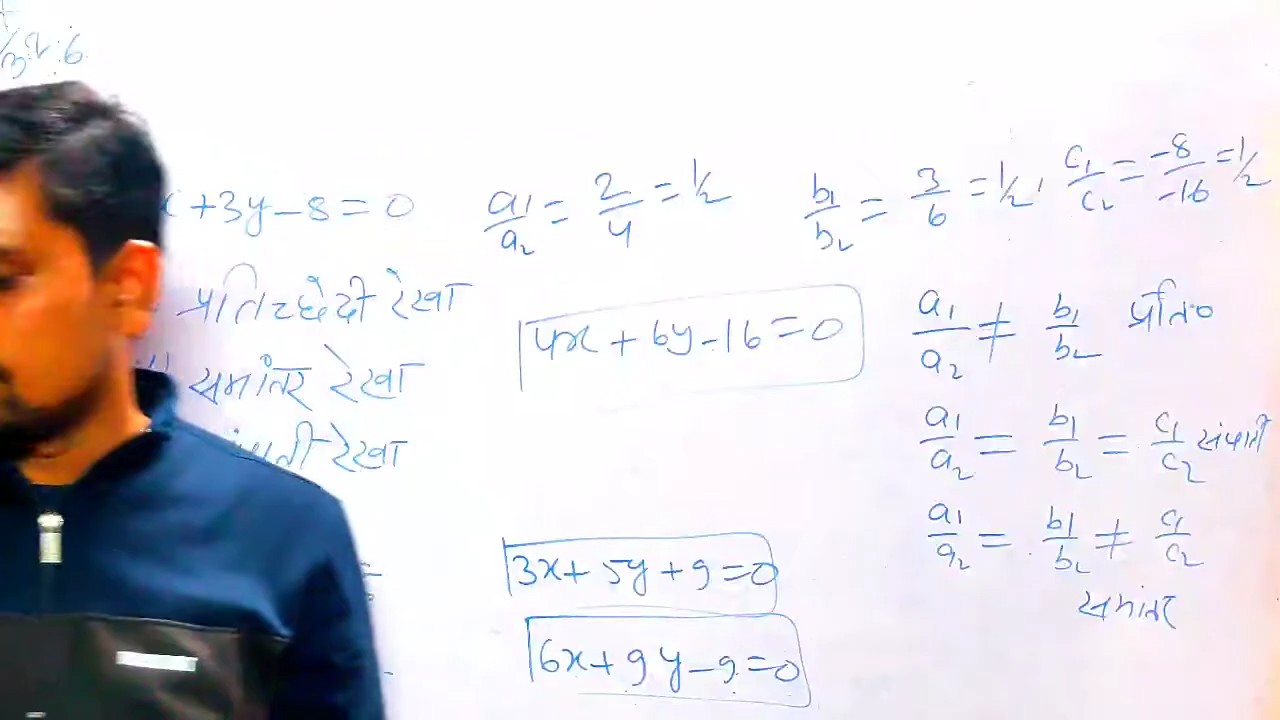 x + 3y - 8 = 0
a₁/a₂ = 2/4 = 1/2
b₁/b₂ = 3/6 = 1/2, c₁/c₂ = -8/-16 = 1/2
प्रतिच्छेदी रेखा
समांतर रेखा
रेखा
4x + 6y - 16 = 0
3x + 5y + 9 = 0
6x + 9y - 9 = 0
a₁/a₂ ≠ b₁/b₂ प्रति०
a₁/a₂ = b₁/b₂ = c₁/c₂ संपाती
a₁/a₂ = b₁/b₂ ≠ c₁/c₂
समांतर